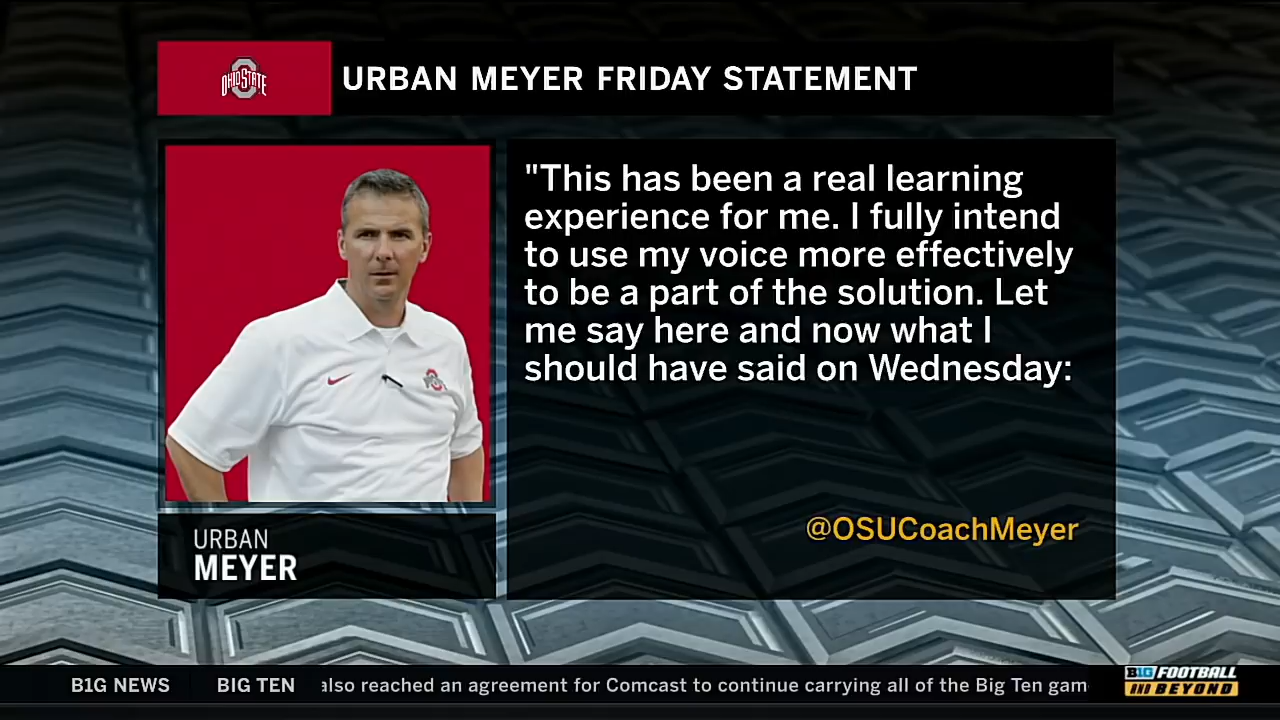 OHIO STATE
URBAN MEYER FRIDAY STATEMENT
"This has been a real learning
experience for me. I fully intend
to use my voice more effectively
to be a part of the solution. Let
me say here and now what I
should have said on Wednesday:
@OSUCoachMeyer
URBAN
MEYER
B1G NEWS BIG TEN also reached an agreement for Comcast to continue carrying all of the Big Ten gam
B1G FOOTBALL
BEYOND